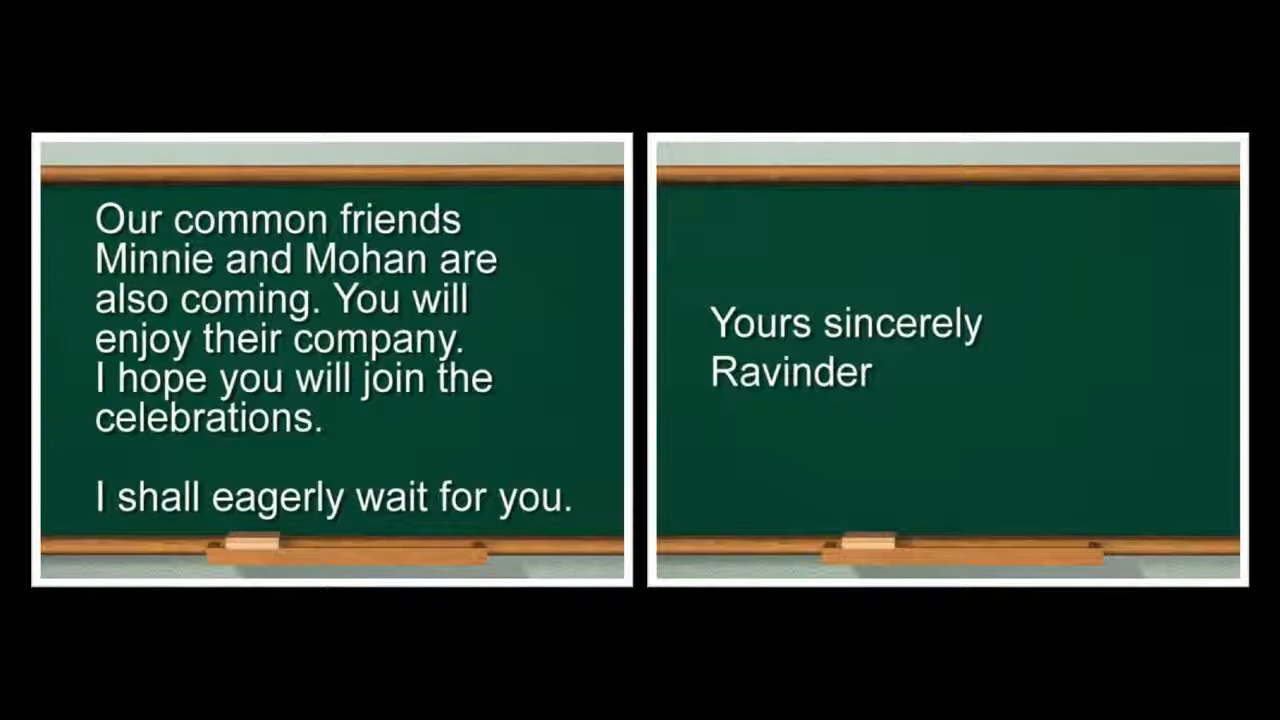 Our common friends
Minnie and Mohan are
also coming. You will
enjoy their company.
I hope you will join the
celebrations.
I shall eagerly wait for you.
Yours sincerely
Ravinder